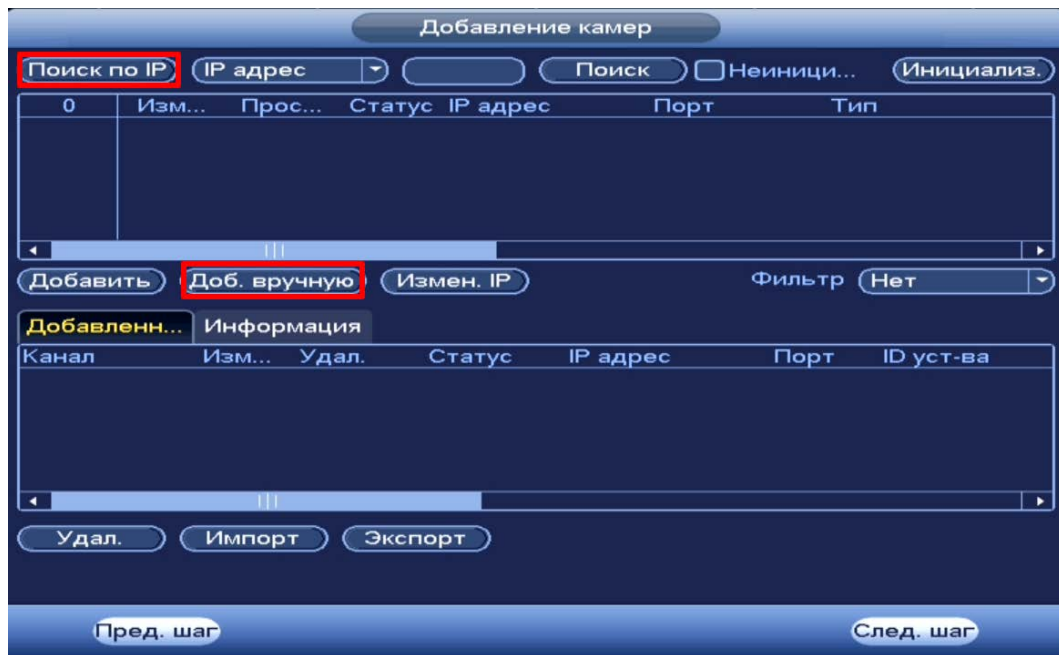 Добавление камер
Поиск по IP IP адрес Поиск Неиници... Инициализ.
0 Изм... Прос... Статус IP адрес Порт Тип
Добавить Доб. вручную Измен. IP Фильтр Нет
Добавленн... Информация
Канал Изм... Удал. Статус IP адрес Порт ID уст-ва
Удал. Импорт Экспорт
Пред. шаг След. шаг